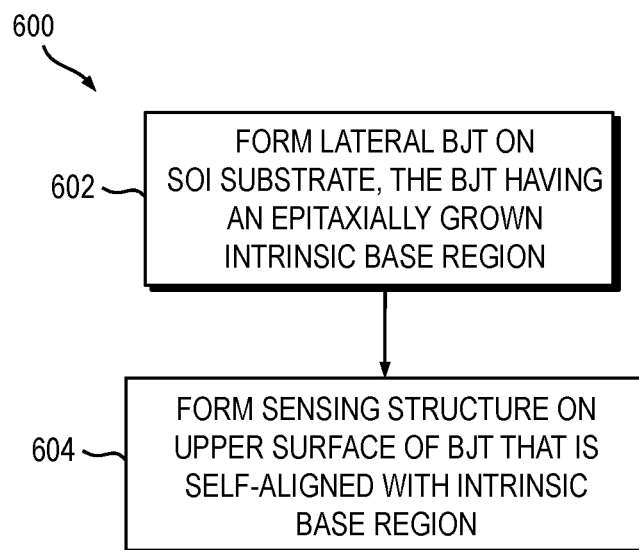 600
602
FORM LATERAL BJT ON
SOI SUBSTRATE, THE BJT HAVING
AN EPITAXIALLY GROWN
INTRINSIC BASE REGION
604
FORM SENSING STRUCTURE ON
UPPER SURFACE OF BJT THAT IS
SELF-ALIGNED WITH INTRINSIC
BASE REGION